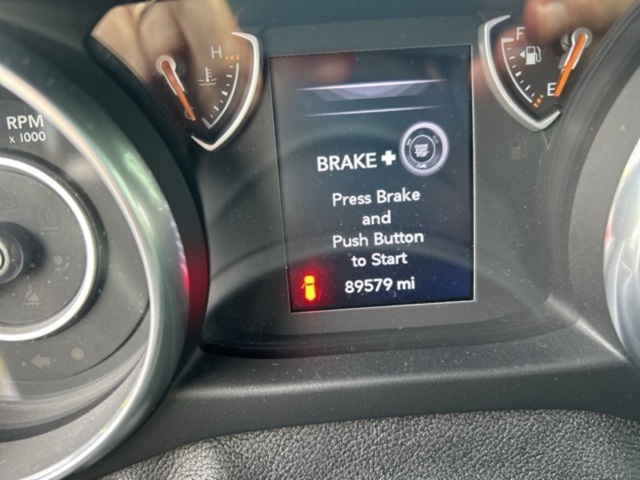 H
F
E
RPM
x 1000
BRAKE +
Press Brake
and
Push Button
to Start
89579 mi